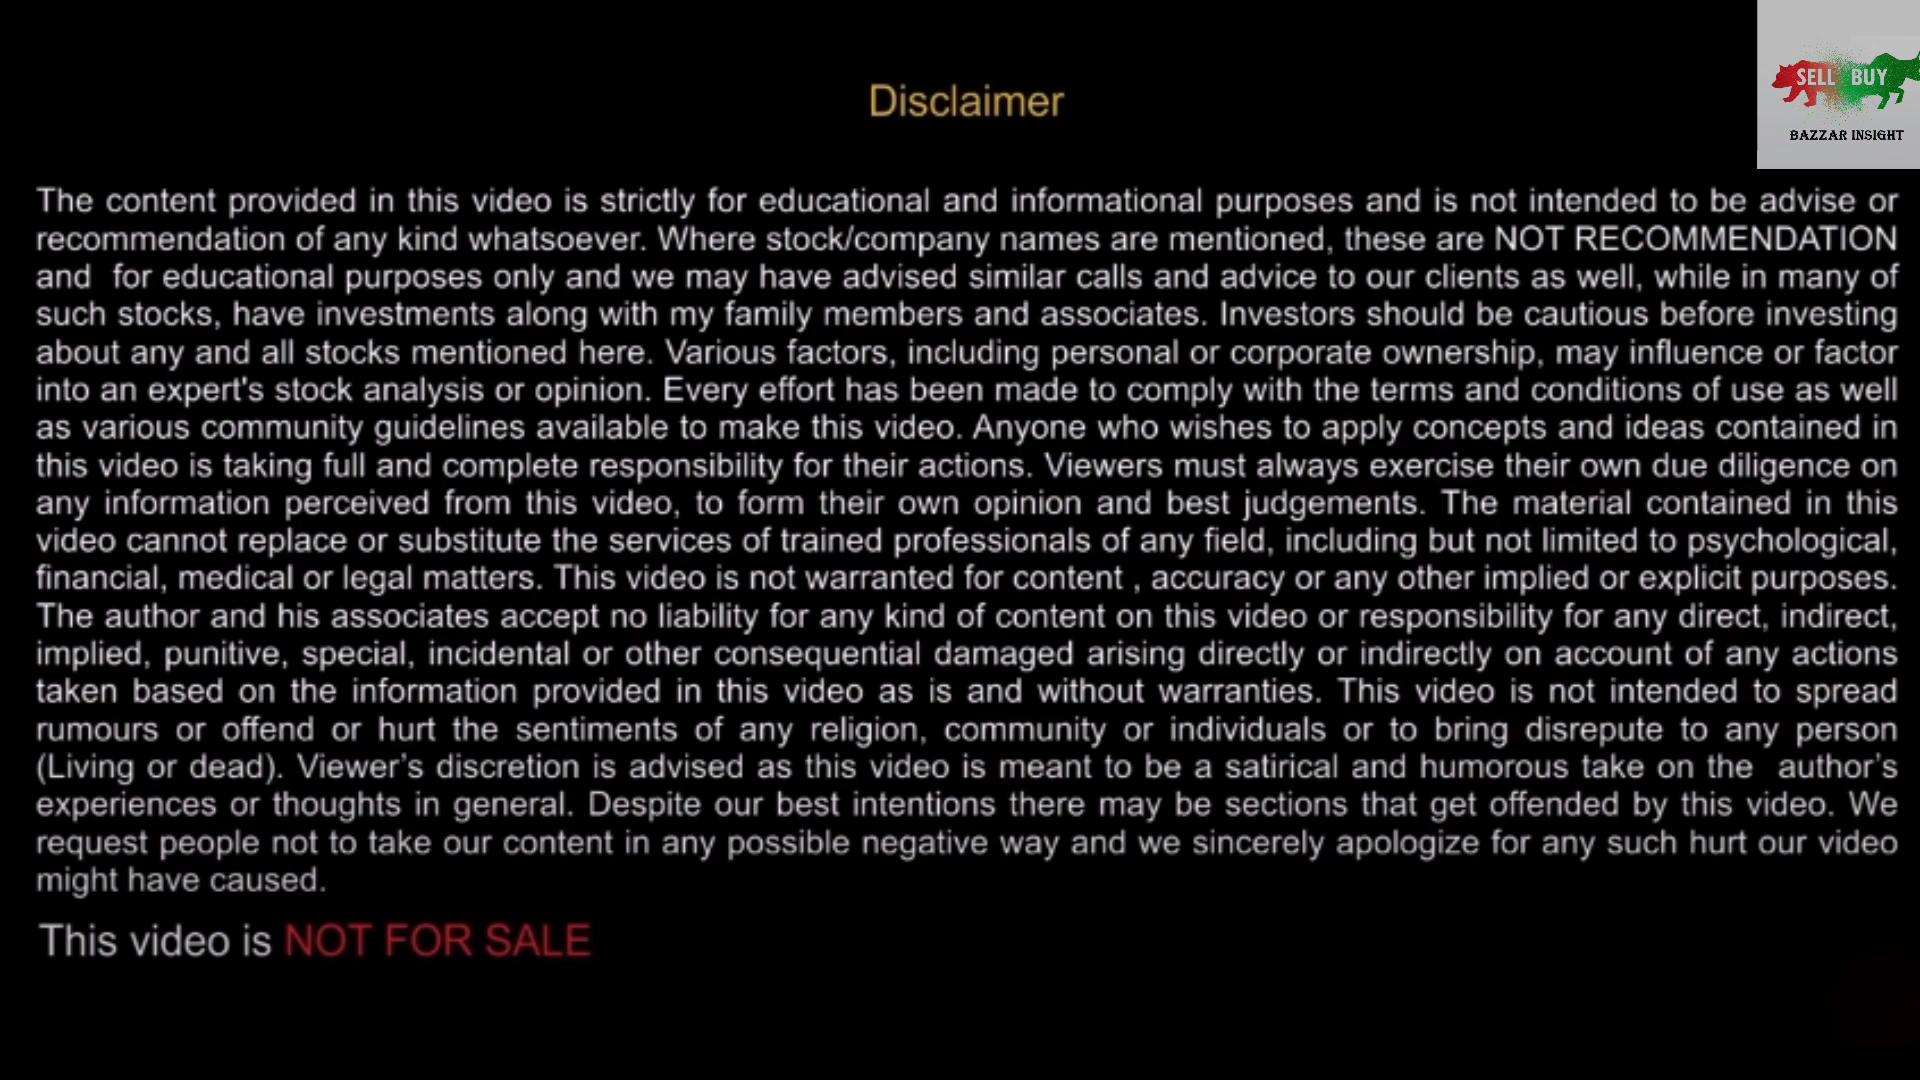 SELL BUY
BAZZAR INSIGHT
Disclaimer
The content provided in this video is strictly for educational and informational purposes and is not intended to be advise or
recommendation of any kind whatsoever. Where stock/company names are mentioned, these are NOT RECOMMENDATION
and for educational purposes only and we may have advised similar calls and advice to our clients as well, while in many of
such stocks, have investments along with my family members and associates. Investors should be cautious before investing
about any and all stocks mentioned here. Various factors, including personal or corporate ownership, may influence or factor
into an expert's stock analysis or opinion. Every effort has been made to comply with the terms and conditions of use as well
as various community guidelines available to make this video. Anyone who wishes to apply concepts and ideas contained in
this video is taking full and complete responsibility for their actions. Viewers must always exercise their own due diligence on
any information perceived from this video, to form their own opinion and best judgements. The material contained in this
video cannot replace or substitute the services of trained professionals of any field, including but not limited to psychological,
financial, medical or legal matters. This video is not warranted for content , accuracy or any other implied or explicit purposes.
The author and his associates accept no liability for any kind of content on this video or responsibility for any direct, indirect,
implied, punitive, special, incidental or other consequential damaged arising directly or indirectly on account of any actions
taken based on the information provided in this video as is and without warranties. This video is not intended to spread
rumours or offend or hurt the sentiments of any religion, community or individuals or to bring disrepute to any person
(Living or dead). Viewer’s discretion is advised as this video is meant to be a satirical and humorous take on the author’s
experiences or thoughts in general. Despite our best intentions there may be sections that get offended by this video. We
request people not to take our content in any possible negative way and we sincerely apologize for any such hurt our video
might have caused.
This video is NOT FOR SALE